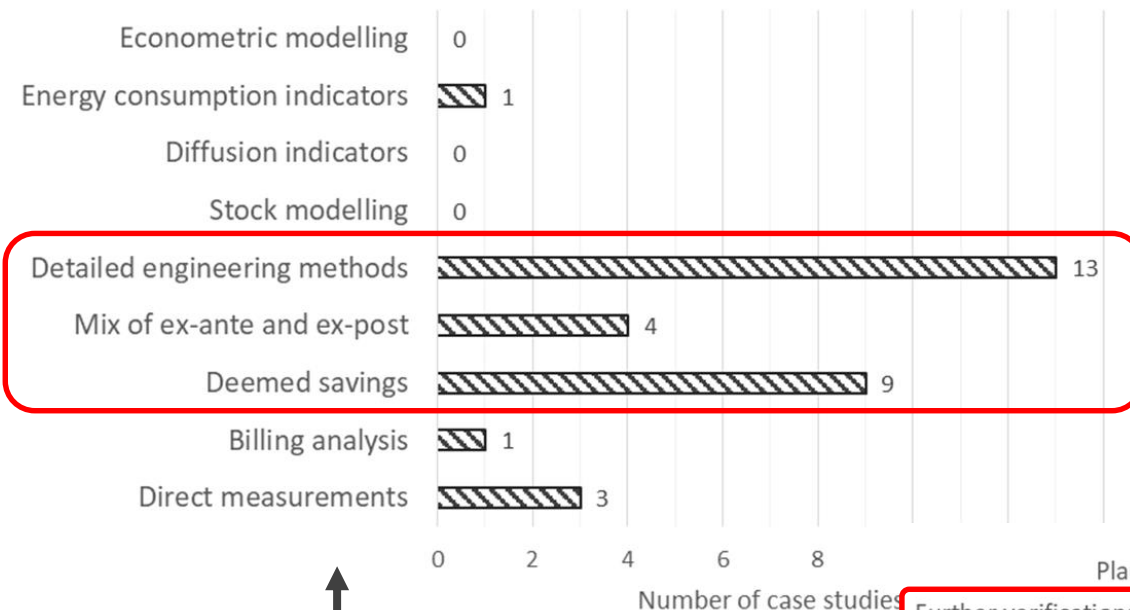 Econometric modelling 0
Energy consumption indicators 1
Diffusion indicators 0
Stock modelling 0
Detailed engineering methods 13
Mix of ex-ante and ex-post 4
Deemed savings 9
Billing analysis 1
Direct measurements 3
0 2 4 6 8
Pla
Number of case studies